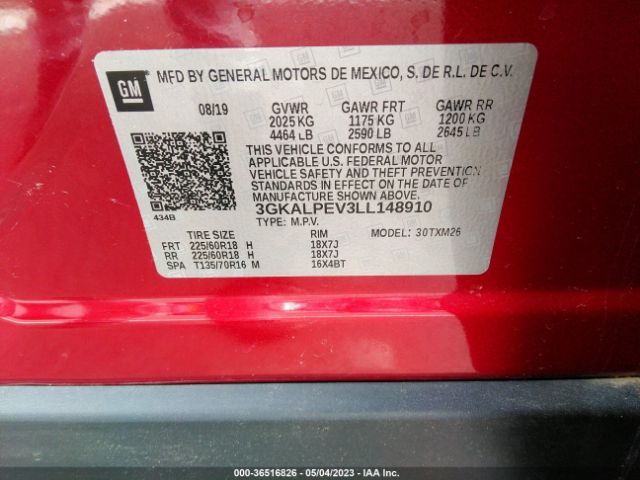 GM
MFD BY GENERAL MOTORS DE MEXICO, S. DE R.L. DE C.V.
08/19 GVWR GAWR FRT GAWR RR
2025 KG 1175 KG 1200 KG
4464 LB 2590 LB 2645 LB
THIS VEHICLE CONFORMS TO ALL
APPLICABLE U.S. FEDERAL MOTOR
VEHICLE SAFETY AND THEFT PREVENTION
STANDARDS IN EFFECT ON THE DATE OF
MANUFACTURE SHOWN ABOVE.
3GKALPEV3LL148910
434B
TYPE: M.P.V. MODEL: 30TXM26
TIRE SIZE RIM
FRT 225/60R18 H 18X7J
RR 225/60R18 H 18X7J
SPA T135/70R16 M 16X4BT
000-36516826 - 05/04/2023 - IAA Inc.